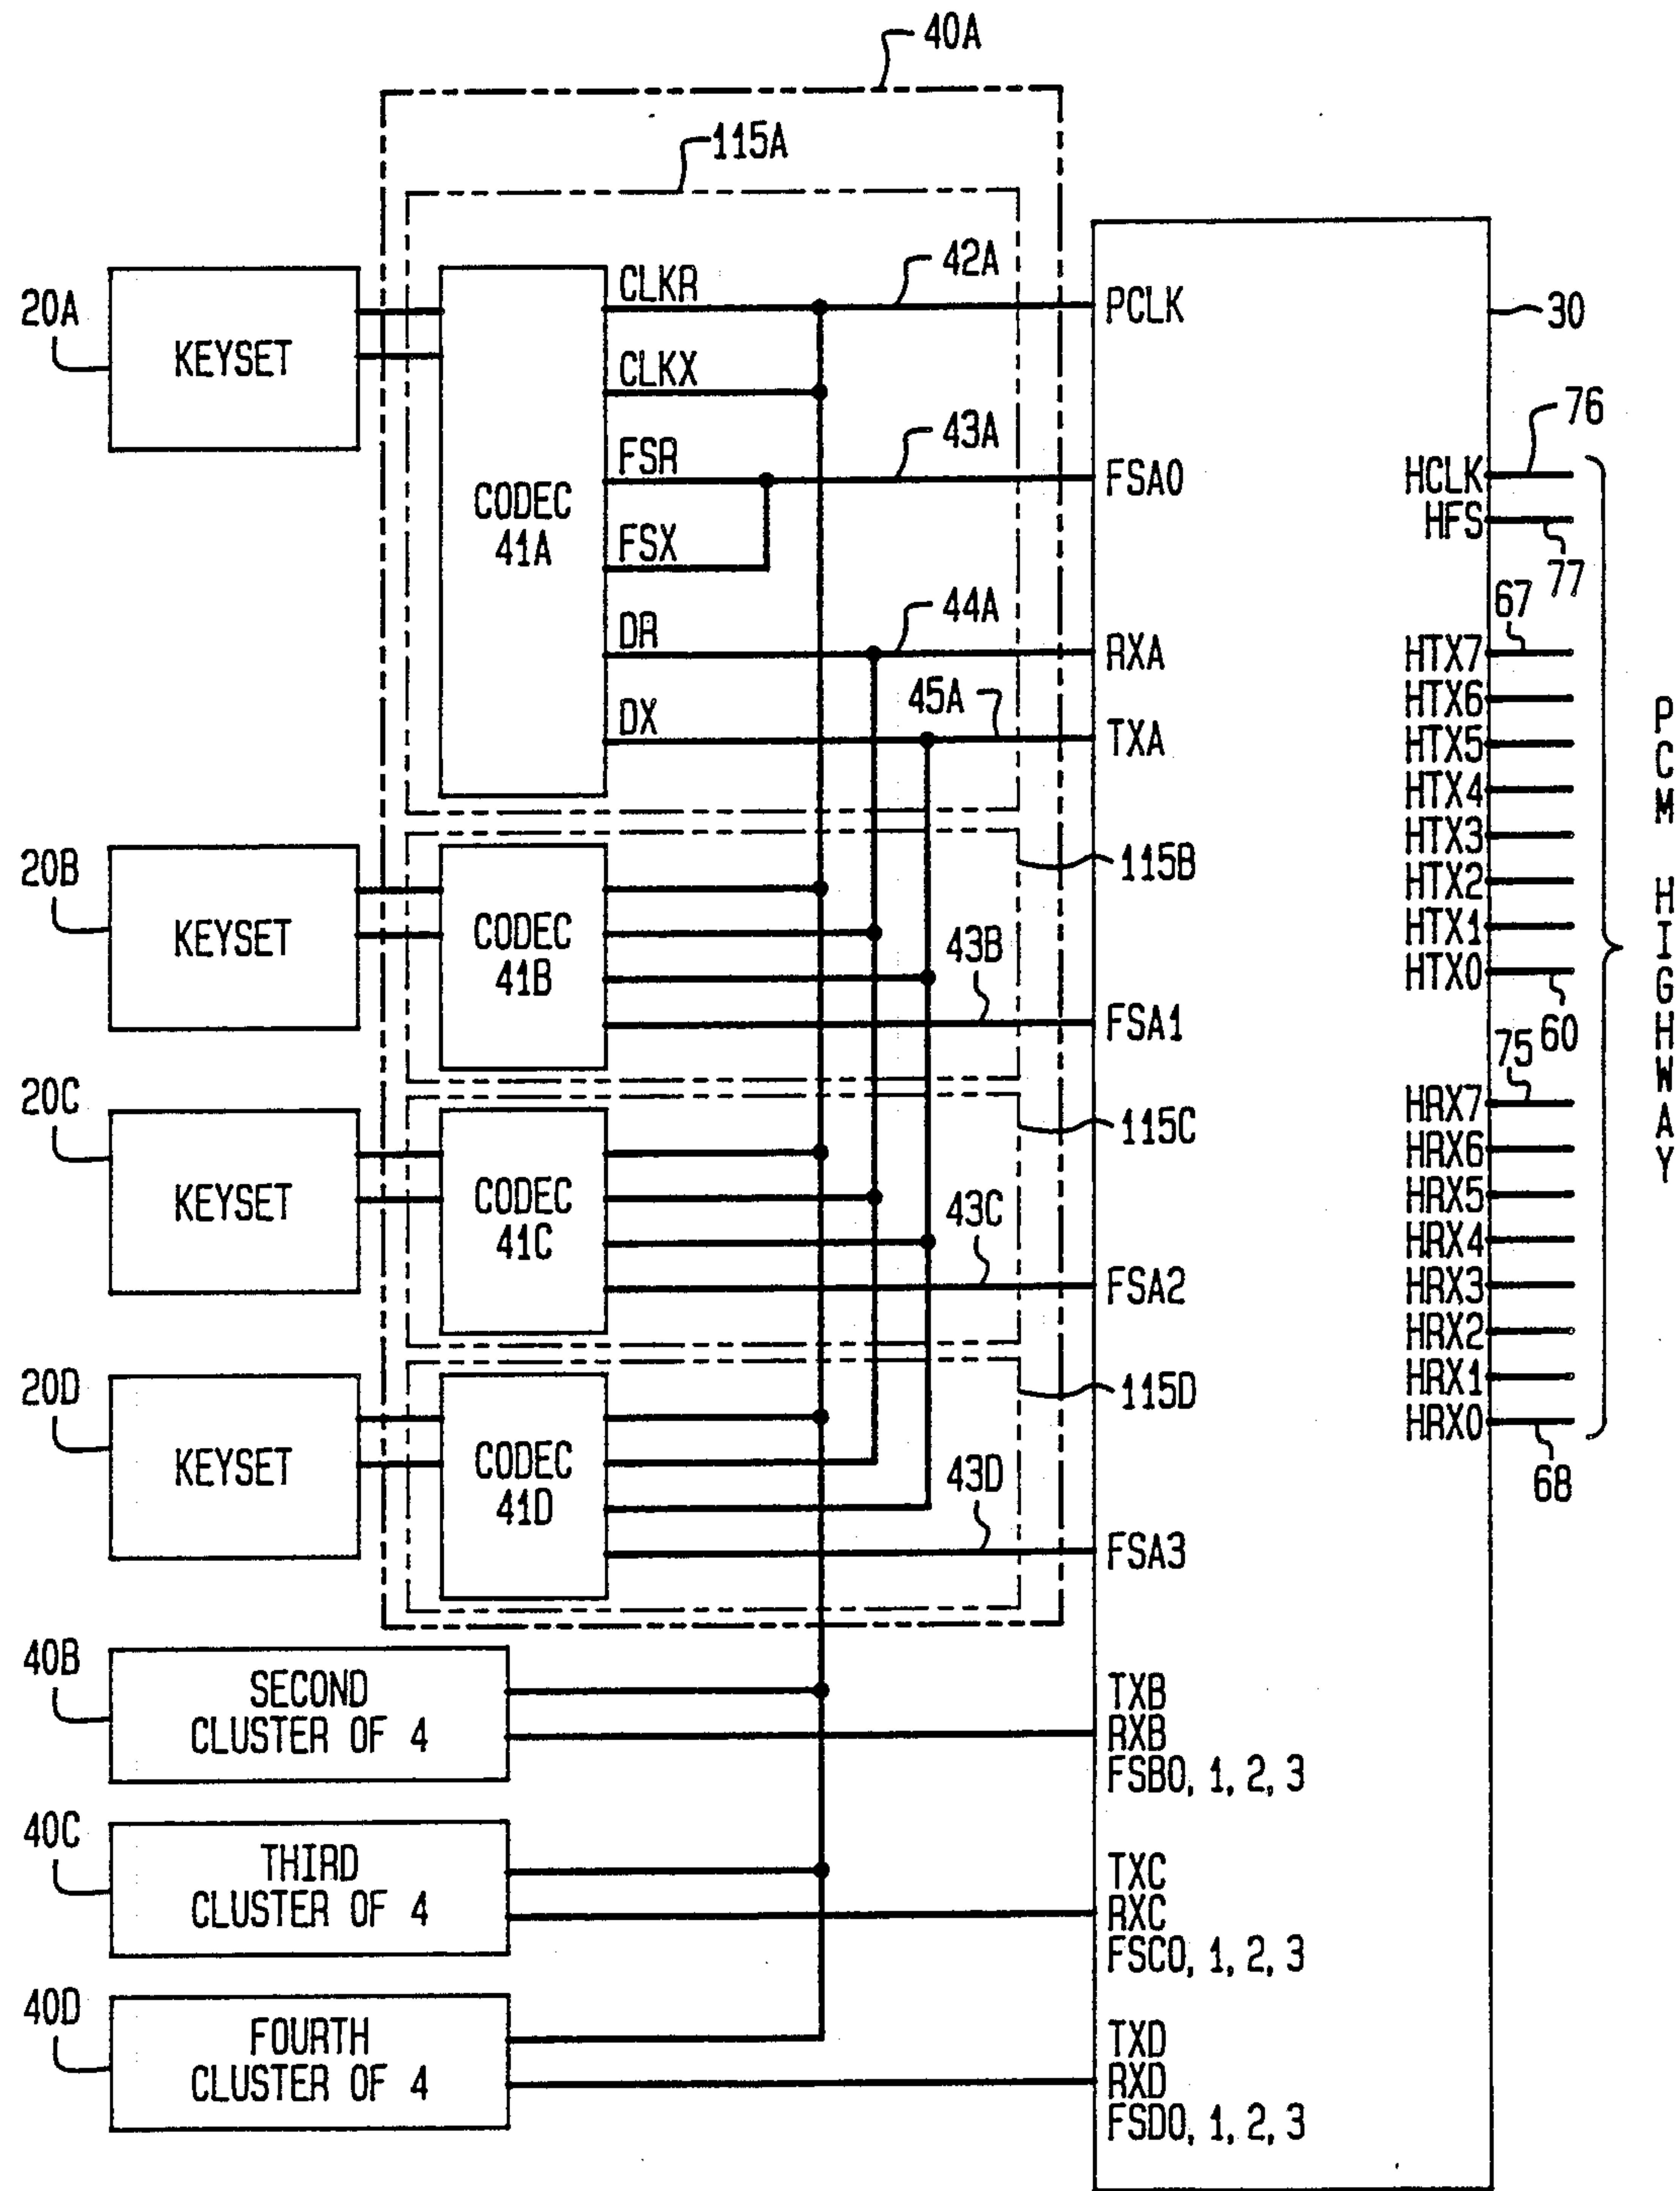 40A
115A
20A
KEYSET
CODEC
41A
CLKR
CLKX
FSR
FSX
DR
DX
42A
43A
44A
45A
PCLK
FSA0
RXA
TXA
30
HCLK
76
HFS
77
67
HTX7
HTX6
HTX5
HTX4
HTX3
HTX2
HTX1
HTX0
60
75
HRX7
HRX6
HRX5
HRX4
HRX3
HRX2
HRX1
HRX0
68
PCM HIGHWAY
20B
KEYSET
CODEC
41B
115B
43B
FSA1
20C
KEYSET
CODEC
41C
115C
43C
FSA2
20D
KEYSET
CODEC
41D
115D
43D
FSA3
40B
SECOND
CLUSTER OF 4
TXB
RXB
FSB0, 1, 2, 3
40C
THIRD
CLUSTER OF 4
TXC
RXC
FSC0, 1, 2, 3
40D
FOURTH
CLUSTER OF 4
TXD
RXD
FSD0, 1, 2, 3